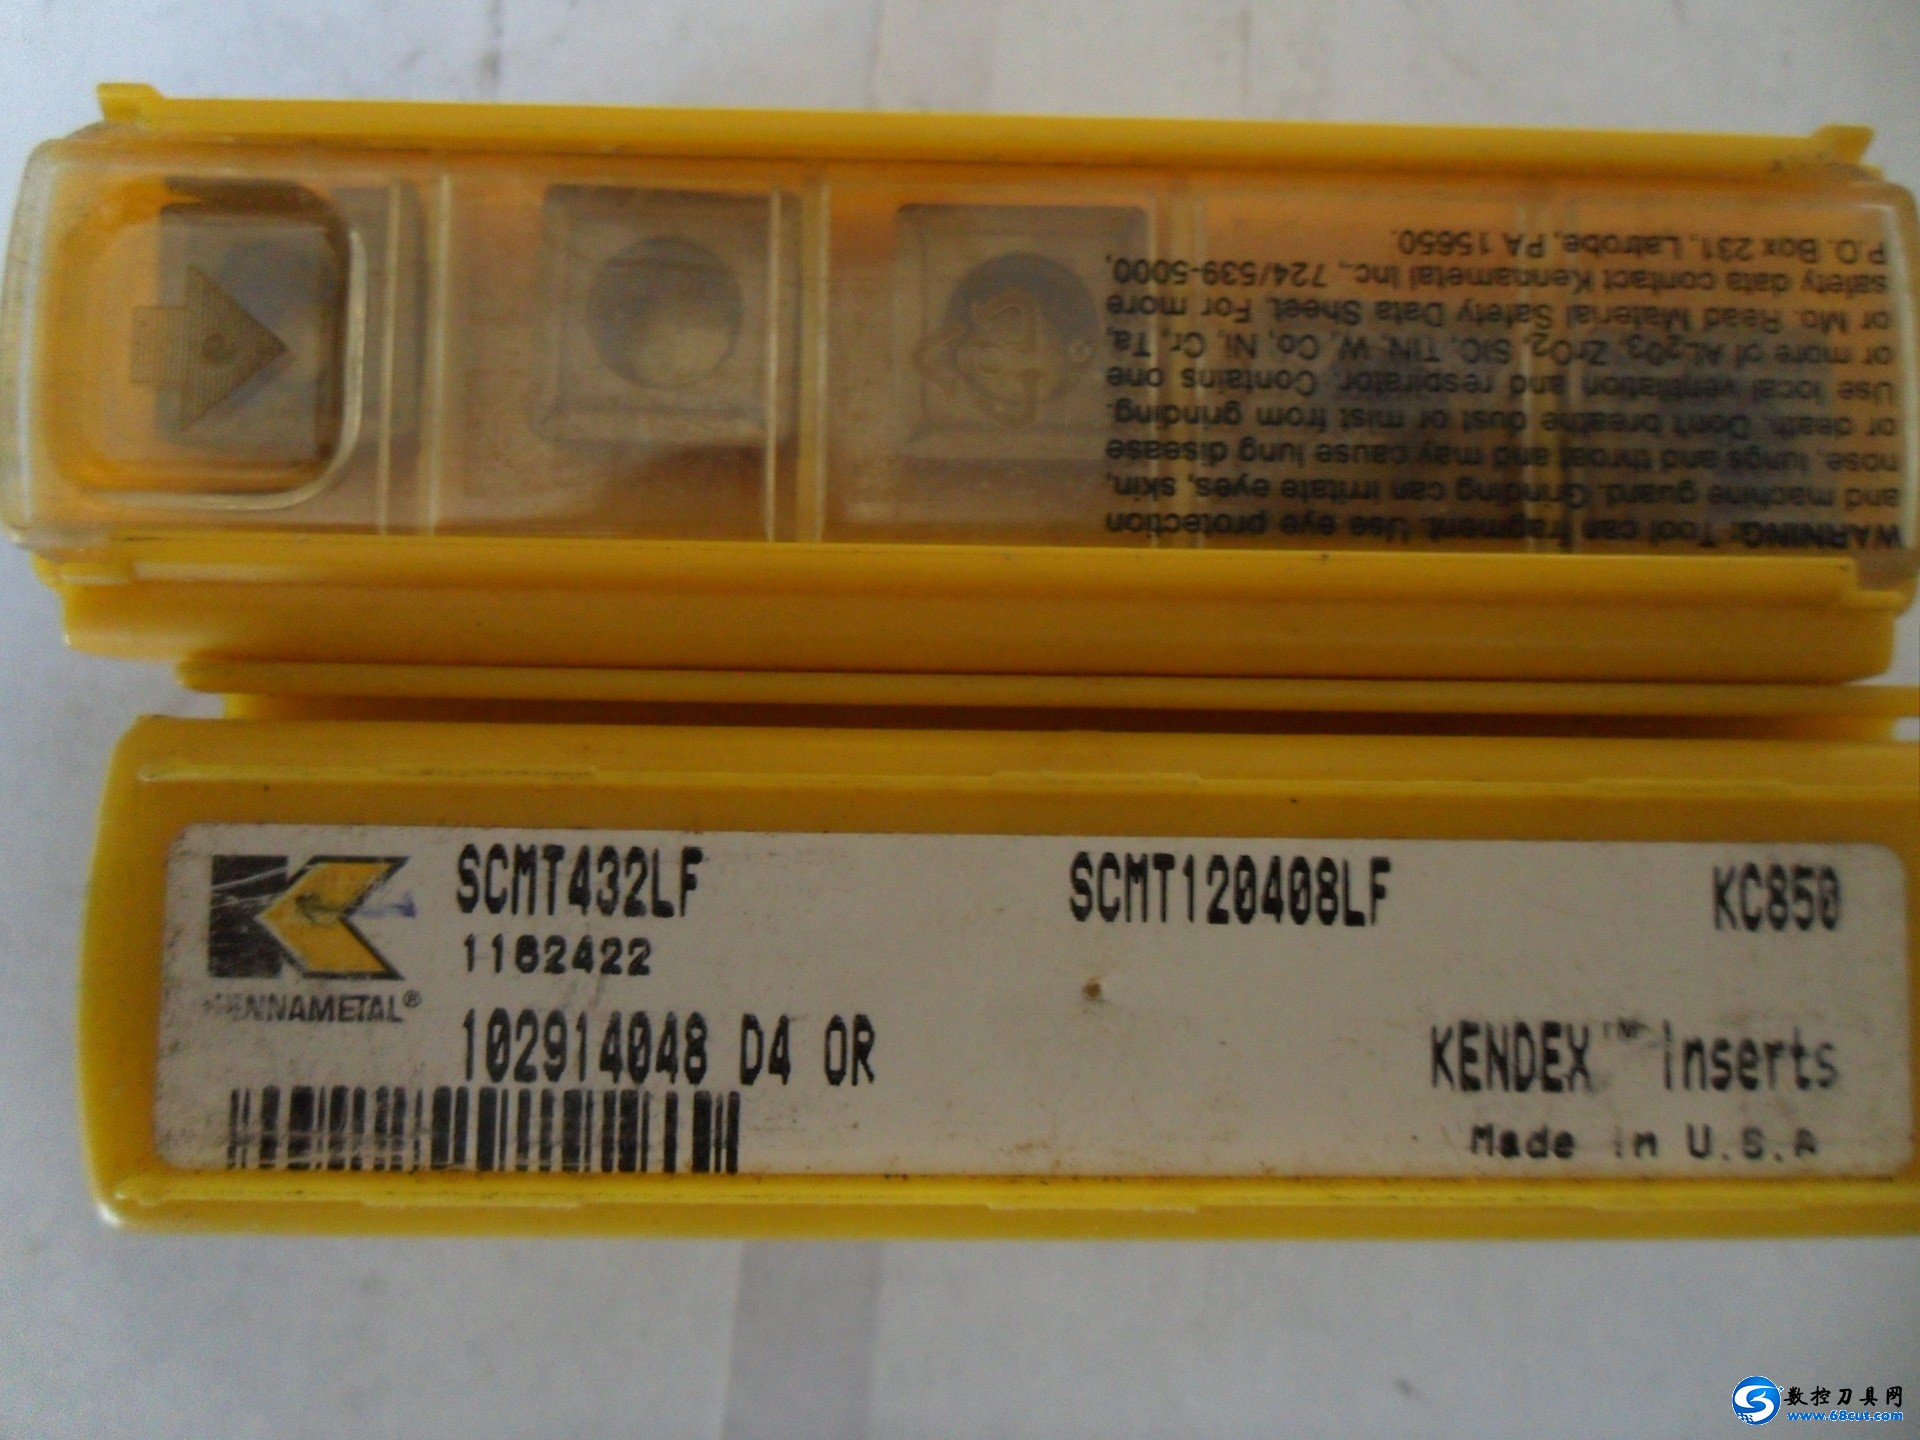 WARNING: Tool can fragment. Use eye protection
and machine guard. Grinding can irritate eyes, skin,
nose, lungs and throat and may cause lung disease
or death. Don't breathe dust or mist from grinding.
Use local ventilation and respirator. Contains one
or more of AL2O3, ZrO2, SiC, TiN, W, Co, Ni, Cr, Ta,
or Mo. Read Material Safety Data Sheet. For more
safety data contact Kennametal Inc., 724/539-5000,
P.O. Box 231, Latrobe, PA 15650.
SCMT432LF SCMT120408LF KC850
1162422
KENNAMETAL®
102914048 D4 OR KENDEX™ Inserts
Made in U.S.A
数控刀具网
www.68cut.com